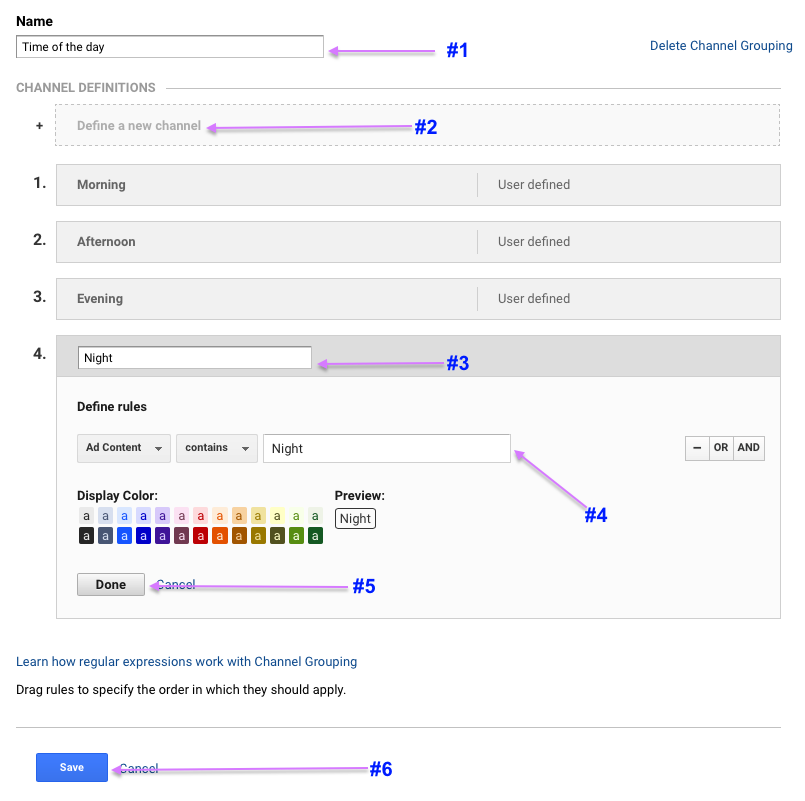 Name
Time of the day
#1
Delete Channel Grouping
CHANNEL DEFINITIONS
+ Define a new channel
#2
1. Morning User defined
2. Afternoon User defined
3. Evening User defined
4. Night
#3
Define rules
Ad Content contains Night − OR AND
#4
Display Color: Preview:
a a a a a a a a a a a a a
a a a a a a a a a a a a a
Night
Done Cancel
#5
Learn how regular expressions work with Channel Grouping
Drag rules to specify the order in which they should apply.
Save Cancel
#6